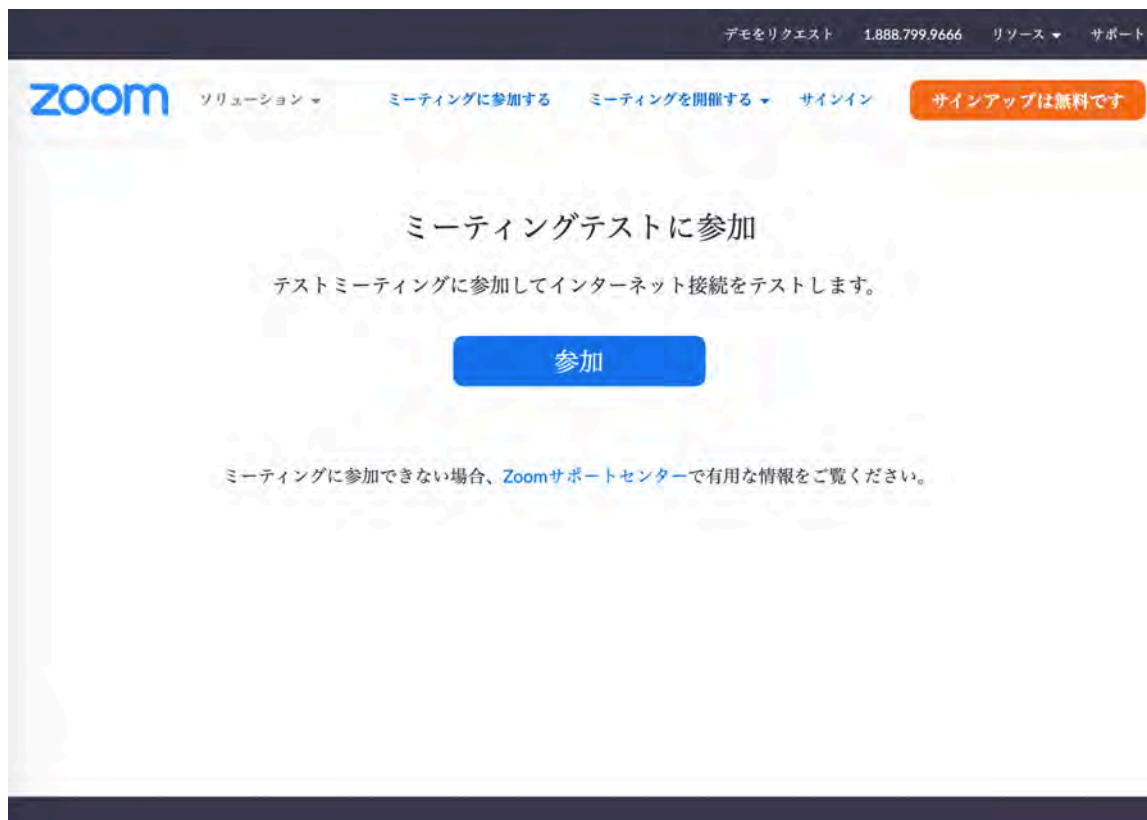 デモをリクエスト 1.888.799.9666 リソース サポート
zoom ソリューション ミーティングに参加する ミーティングを開催する サインイン サインアップは無料です
ミーティングテストに参加
テストミーティングに参加してインターネット接続をテストします。
参加
ミーティングに参加できない場合、Zoomサポートセンターで有用な情報をご覧ください。